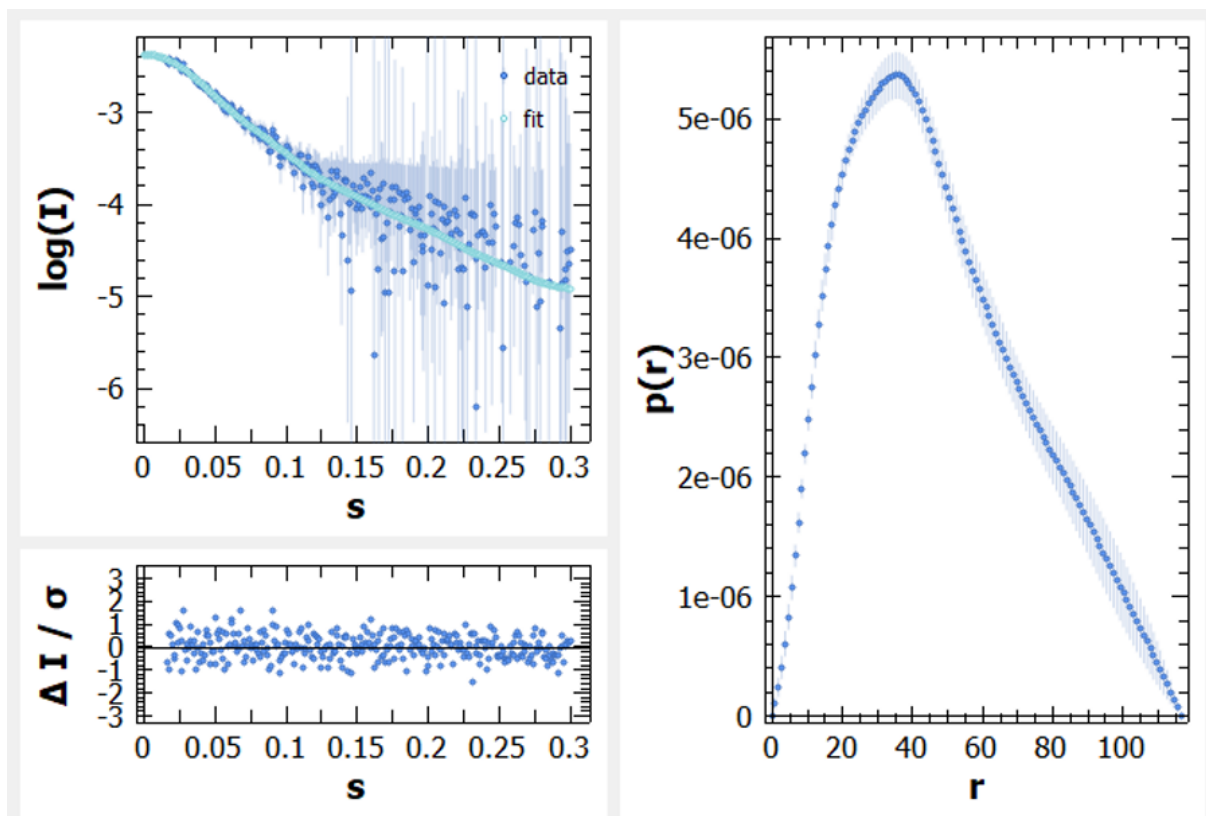 data
fit
log(I)
-3
-4
-5
-6
0 0.05 0.1 0.15 0.2 0.25 0.3
s
Δ I / σ
3
2
1
0
-1
-2
-3
0 0.05 0.1 0.15 0.2 0.25 0.3
s
p(r)
5e-06
4e-06
3e-06
2e-06
1e-06
0
0 20 40 60 80 100
r